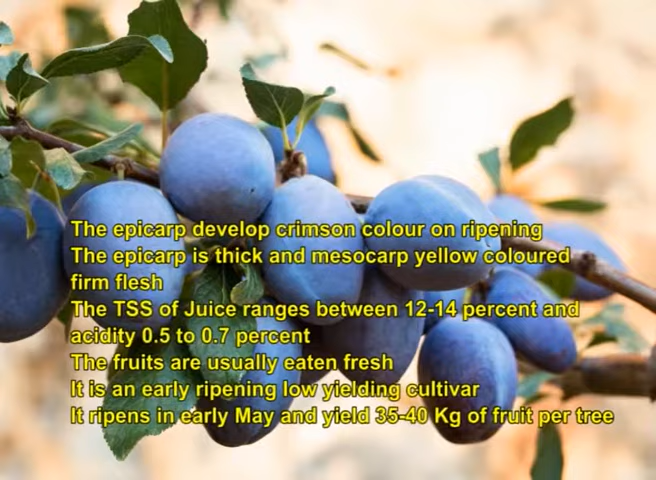 The epicarp develop crimson colour on ripening
The epicarp is thick and mesocarp yellow coloured
firm flesh
The TSS of Juice ranges between 12-14 percent and
acidity 0.5 to 0.7 percent
The fruits are usually eaten fresh
It is an early ripening low yielding cultivar
It ripens in early May and yield 35-40 Kg of fruit per tree